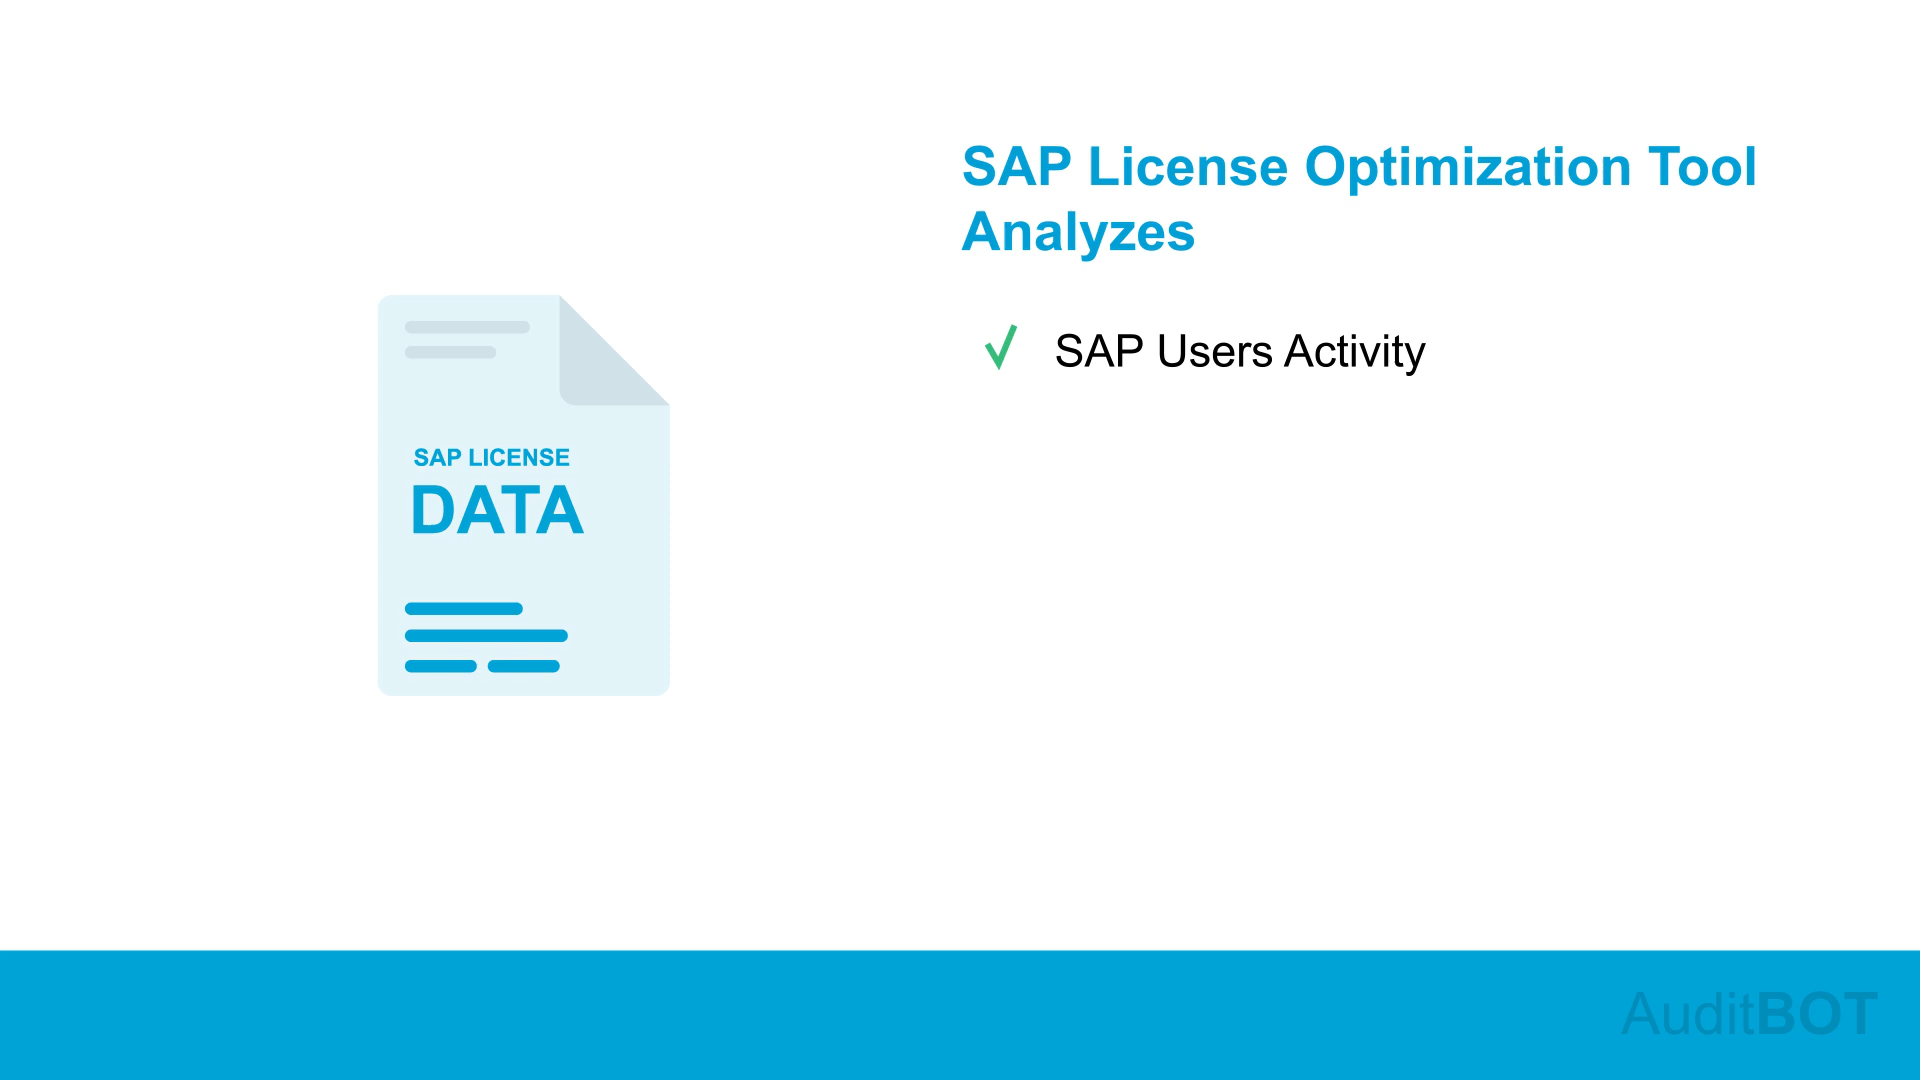 SAP License Optimization Tool
Analyzes
SAP Users Activity
SAP LICENSE
DATA
AuditBOT